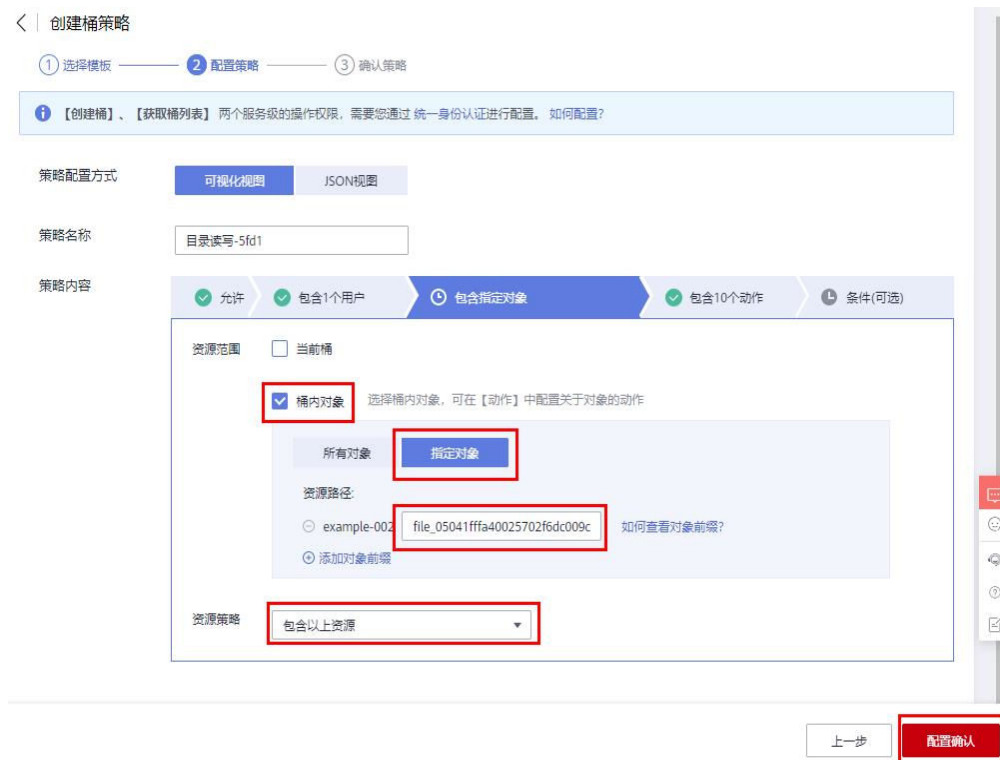 创建桶策略
1 选择模板 2 配置策略 3 确认策略
【创建桶】、【获取桶列表】两个服务级的操作权限，需要您通过 统一身份认证进行配置。 如何配置?
策略配置方式 可视化视图 JSON视图
策略名称 目录读写-5fd1
策略内容 允许 包含1个用户 包含指定对象 包含10个动作 条件(可选)
资源范围 当前桶
桶内对象 选择桶内对象，可在【动作】中配置关于对象的动作
所有对象 指定对象
资源路径:
example-002 file_05041fffa40025702f6dc009c 如何查看对象前缀?
添加对象前缀
资源策略 包含以上资源
上一步 配置确认